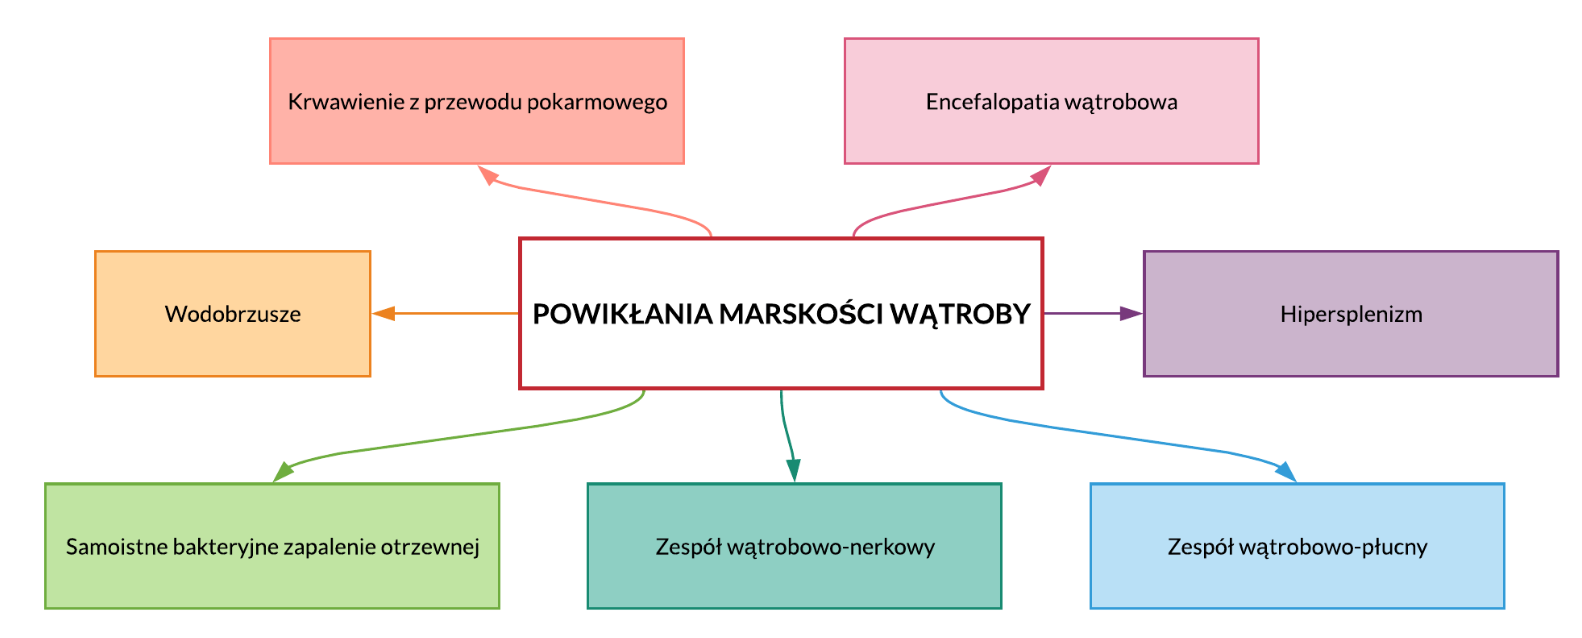 Krwawienie z przewodu pokarmowego
Encefalopatia wątrobowa
Wodobrzusze
POWIKŁANIA MARSKOŚCI WĄTROBY
Hipersplenizm
Samoistne bakteryjne zapalenie otrzewnej
Zespół wątrobowo-nerkowy
Zespół wątrobowo-płucny